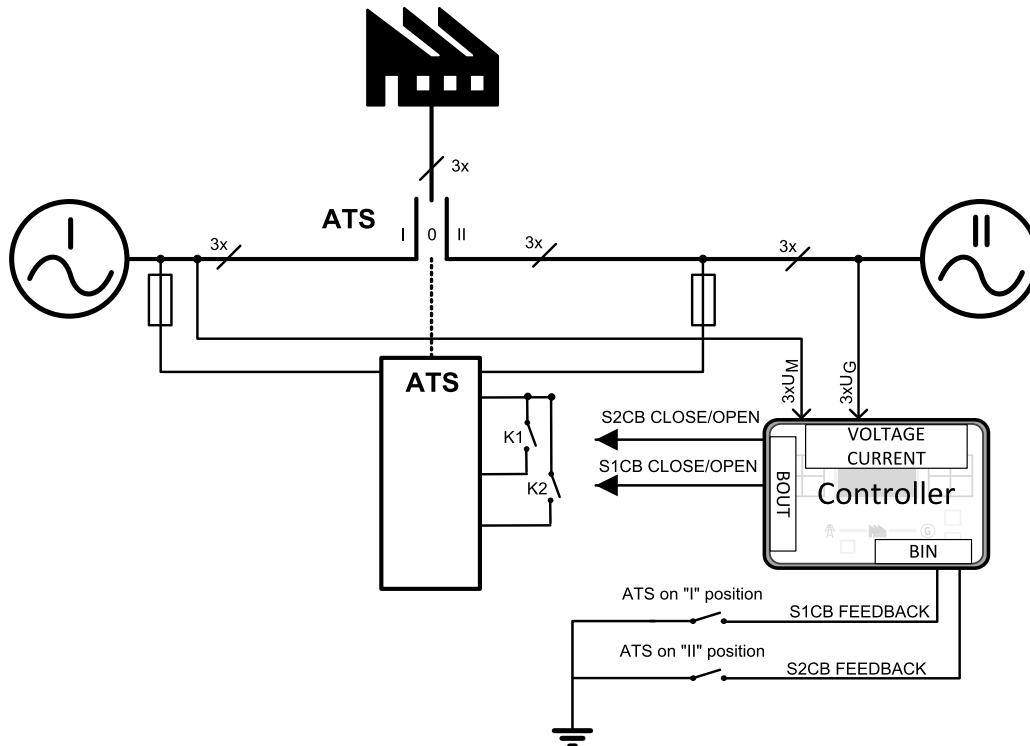 3x
ATS
I
0
II
I
3x
3x
3x
II
ATS
3xUM
3xUG
K1
K2
S2CB CLOSE/OPEN
S1CB CLOSE/OPEN
VOLTAGE
CURRENT
BOUT
Controller
G
BIN
ATS on "I" position
S1CB FEEDBACK
ATS on "II" position
S2CB FEEDBACK